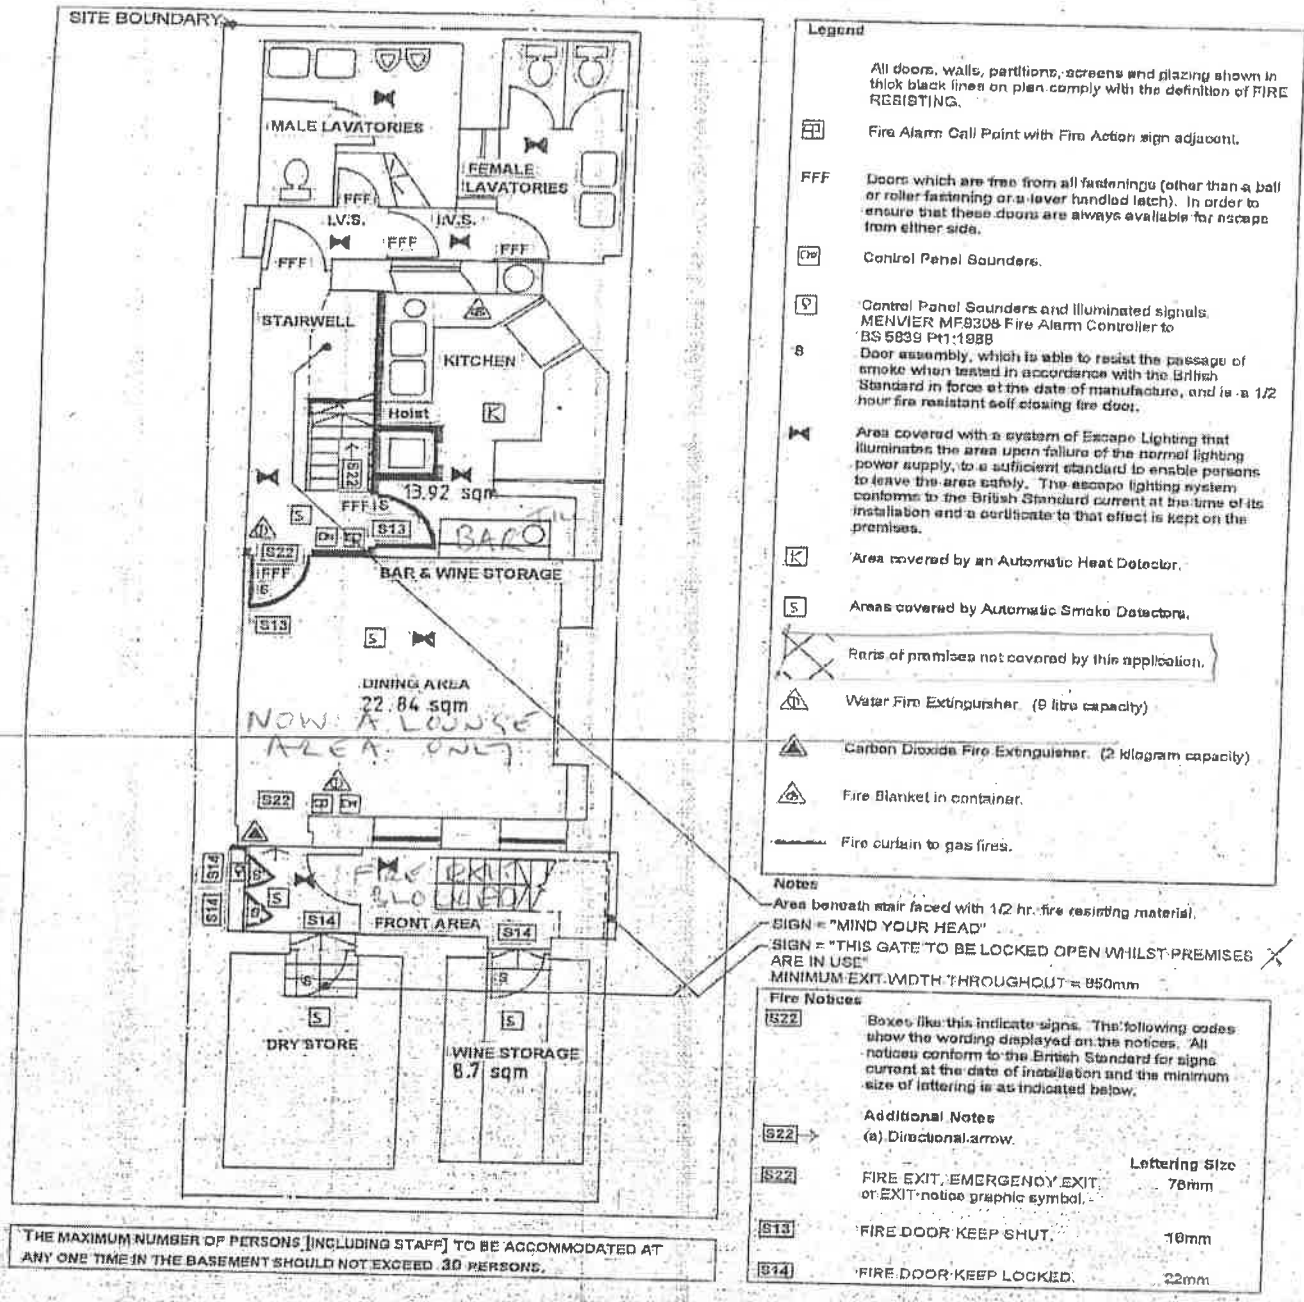 SITE BOUNDARY
MALE LAVATORIES
FEMALE
LAVATORIES
FFF
I.V.S.
I.V.S.
FFF
FFF
FFF
STAIRWELL
KITCHEN
Hoist
K
S22
13.92 sqm
FFF S
S
S13
S22
BAR
FFF
S
BAR & WINE STORAGE
S13
S
DINING AREA
22.84 sqm
NOW A LOUNGE
AREA ONLY
S22
S14
S14
S
S
S
FIRE EXIT
BLOCKED
S14
FRONT AREA
S14
S
S
S
S
DRY STORE
WINE STORAGE
8.7 sqm
THE MAXIMUM NUMBER OF PERSONS [INCLUDING STAFF] TO BE ACCOMMODATED AT
ANY ONE TIME IN THE BASEMENT SHOULD NOT EXCEED 30 PERSONS.
Legend
All doors, walls, partitions, screens and glazing shown in
thick black lines on plan comply with the definition of FIRE
RESISTING.
Fire Alarm Call Point with Fire Action sign adjacent.
FFF Doors which are free from all fastenings (other than a ball
or roller fastening or a lever handled latch). In order to
ensure that these doors are always available for escape
from either side.
Control Panel Sounders.
Control Panel Sounders and Illuminated signals.
MENVIER MF9308 Fire Alarm Controller to
BS 5839 Pt1:1988
S Door assembly, which is able to resist the passage of
smoke when tested in accordance with the British
Standard in force at the date of manufacture, and is a 1/2
hour fire resistant self closing fire door.
Area covered with a system of Escape Lighting that
illuminates the area upon failure of the normal lighting
power supply, to a sufficient standard to enable persons
to leave the area safely. The escape lighting system
conforms to the British Standard current at the time of its
installation and a certificate to that effect is kept on the
premises.
K Area covered by an Automatic Heat Detector.
S Areas covered by Automatic Smoke Detectors.
Parts of premises not covered by this application.
Water Fire Extinguisher. (9 litre capacity)
Carbon Dioxide Fire Extinguisher. (2 kilogram capacity)
Fire Blanket in container.
Fire curtain to gas fires.
Notes
Area beneath stair faced with 1/2 hr. fire resisting material.
SIGN = "MIND YOUR HEAD"
SIGN = "THIS GATE TO BE LOCKED OPEN WHILST PREMISES
ARE IN USE"
MINIMUM EXIT WIDTH THROUGHOUT = 850mm
Fire Notices
S22 Boxes like this indicate signs. The following codes
show the wording displayed on the notices. All
notices conform to the British Standard for signs
current at the date of installation and the minimum
size of lettering is as indicated below.
Additional Notes
S22 (a) Directional arrow.
Lettering Size
S22 FIRE EXIT, EMERGENCY EXIT 76mm
or EXIT notice graphic symbol.
S13 FIRE DOOR KEEP SHUT.
S14 FIRE DOOR KEEP LOCKED. 22mm